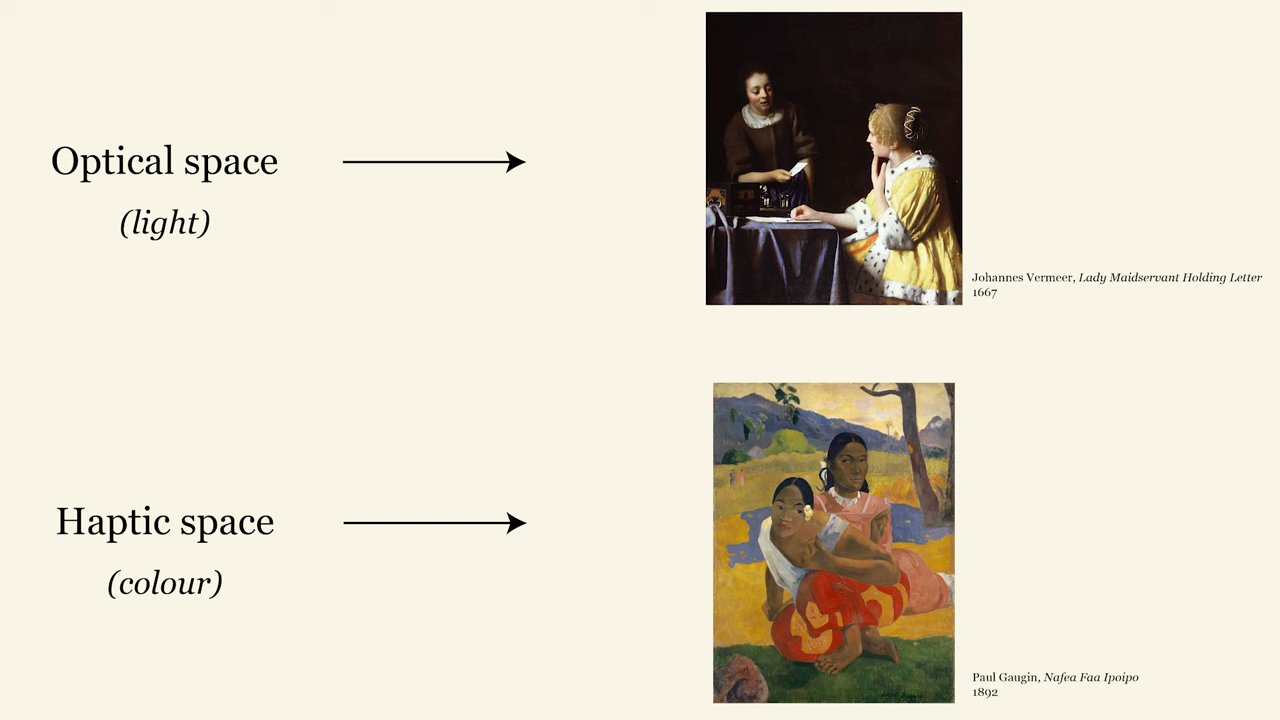 Optical space
(light)
Johannes Vermeer, Lady Maidservant Holding Letter
1667
Haptic space
(colour)
Paul Gaugin, Nafea Faa Ipoipo
1892